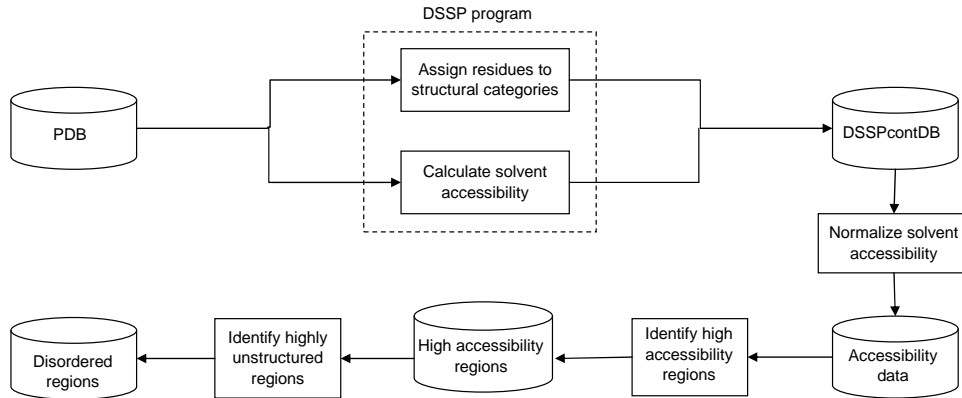 DSSP program
Assign residues to
structural categories
PDB
DSSPcontDB
Calculate solvent
accessibility
Normalize solvent
accessibility
Disordered
regions
Identify highly
unstructured
regions
High accessibility
regions
Identify high
accessibility
regions
Accessibility
data